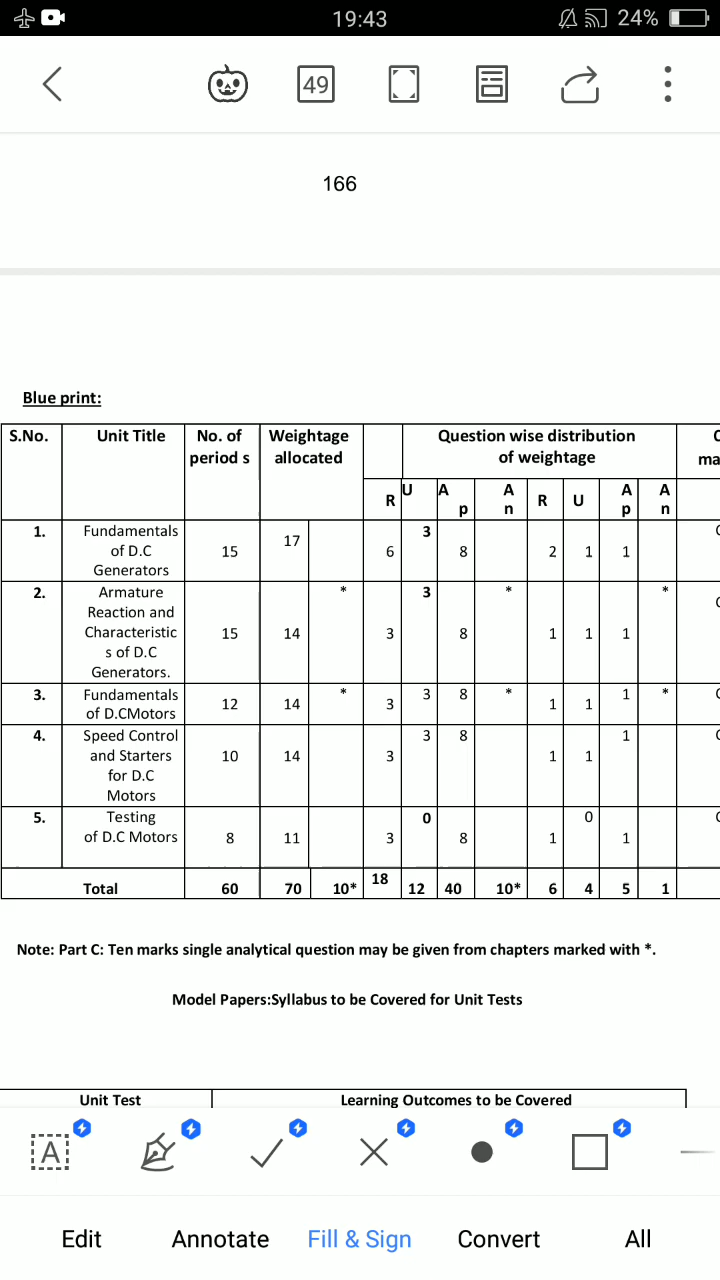 19:43
24%
49
166
Blue print:
S.No. Unit Title No. of Weightage Question wise distribution C
period s allocated of weightage ma
R U A p A n R U A p A n
1. Fundamentals of D.C Generators 15 17 6 3 8 2 1 1
2. Armature Reaction and Characteristic s of D.C Generators. 15 14 * 3 3 8 * 1 1 1 *
3. Fundamentals of D.CMotors 12 14 * 3 3 8 * 1 1 1 *
4. Speed Control and Starters for D.C Motors 10 14 3 3 8 1 1 1
5. Testing of D.C Motors 8 11 3 0 8 1 0 1
Total 60 70 10* 18 12 40 10* 6 4 5 1
Note: Part C: Ten marks single analytical question may be given from chapters marked with *.
Model Papers:Syllabus to be Covered for Unit Tests
Unit Test Learning Outcomes to be Covered
A
Edit Annotate Fill & Sign Convert All